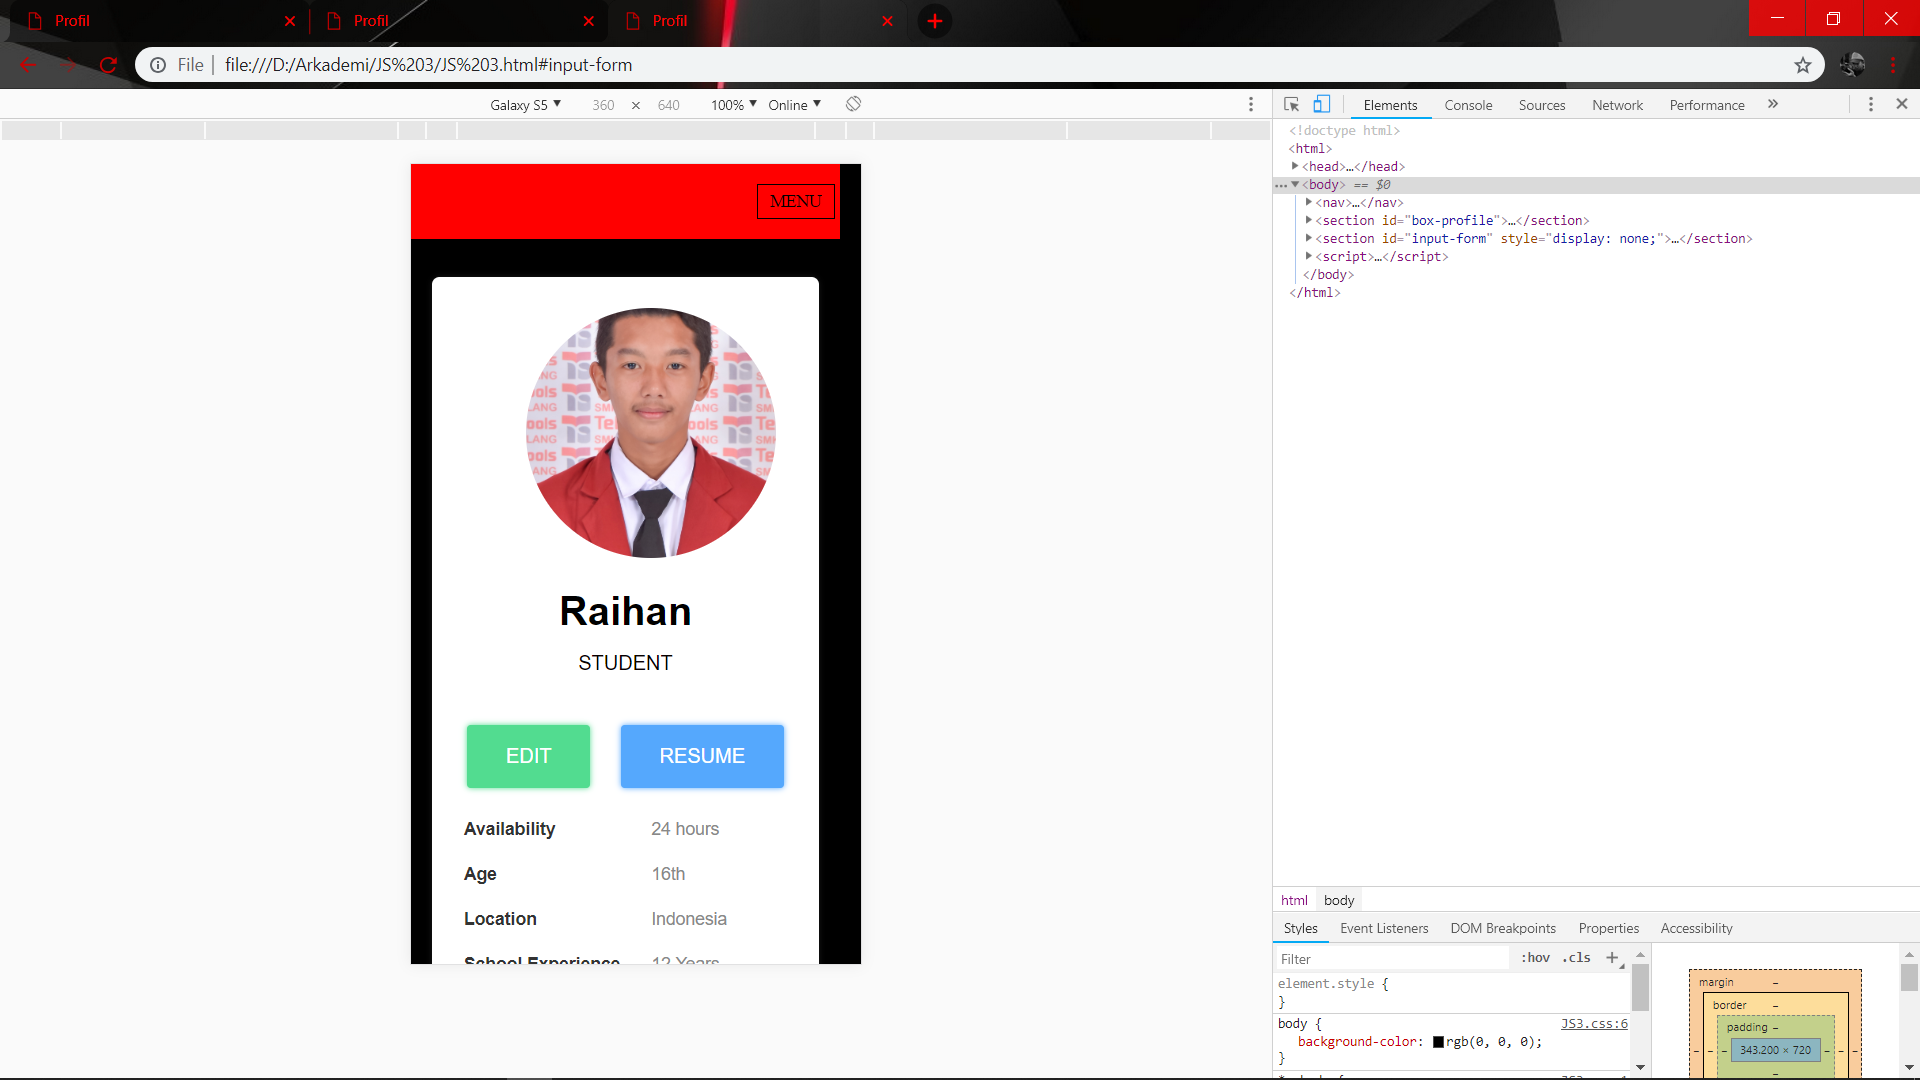 Profil
Profil
Profil
File
file:///D:/Arkademi/JS%203/JS%203.html#input-form
Galaxy S5 360 × 640 100% Online
Elements Console Sources Network Performance »
<!doctype html>
<html>
<head>…</head>
<body> == $0
<nav>…</nav>
<section id="box-profile">…</section>
<section id="input-form" style="display: none;">…</section>
<script>…</script>
</body>
</html>
MENU
Raihan
STUDENT
EDIT RESUME
Availability 24 hours
Age 16th
Location Indonesia
School Experience 12 Years
html body
Styles Event Listeners DOM Breakpoints Properties Accessibility
Filter :hov .cls +
element.style {
}
body { JS3.css:6
background-color: rgb(0, 0, 0);
}
margin –
border –
padding –
343.200 × 720